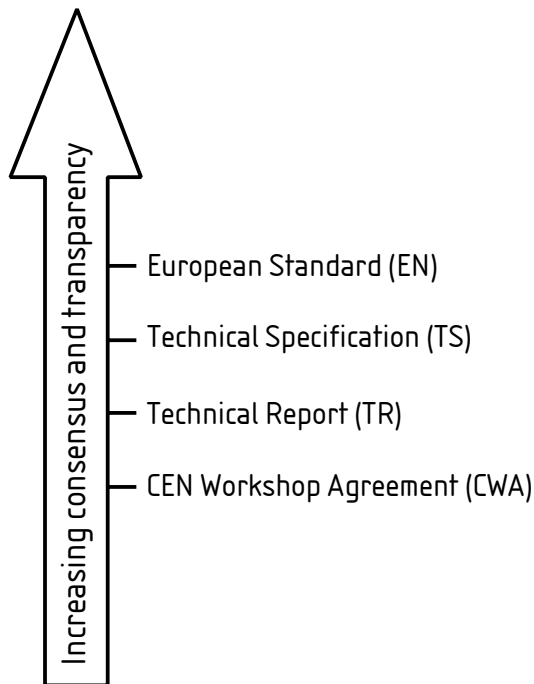 Increasing consensus and transparency
European Standard (EN)
Technical Specification (TS)
Technical Report (TR)
CEN Workshop Agreement (CWA)